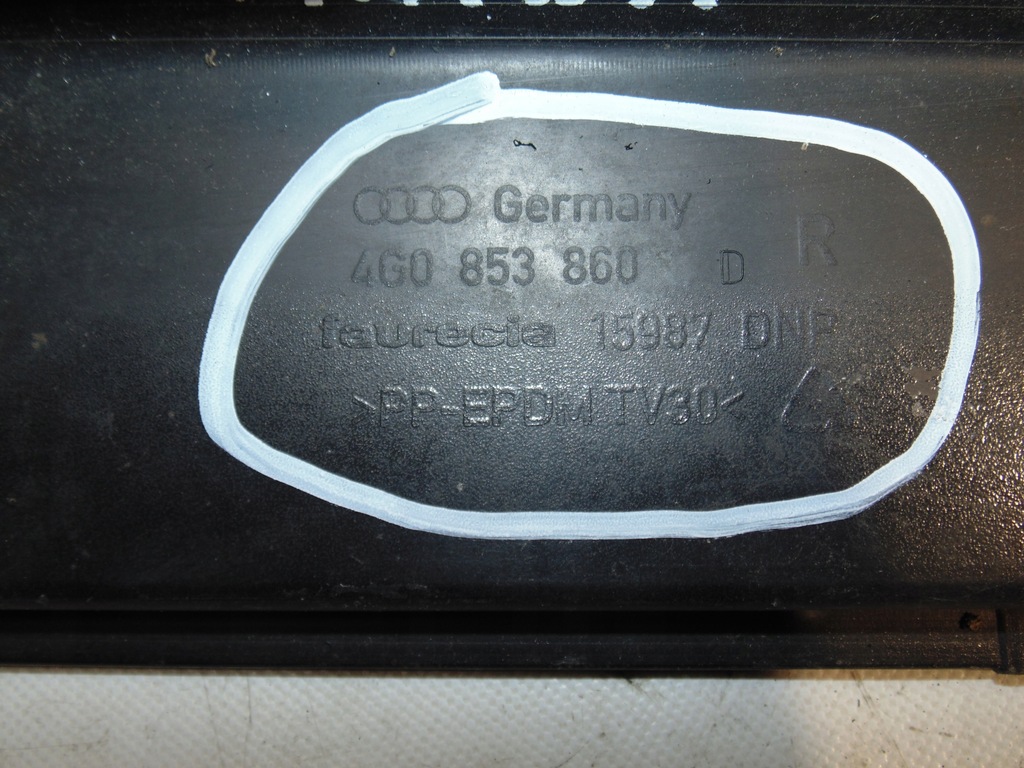 Germany
4G0 853 860 D R
faurecia 15987 DNP
>PP-EPDM TV30<